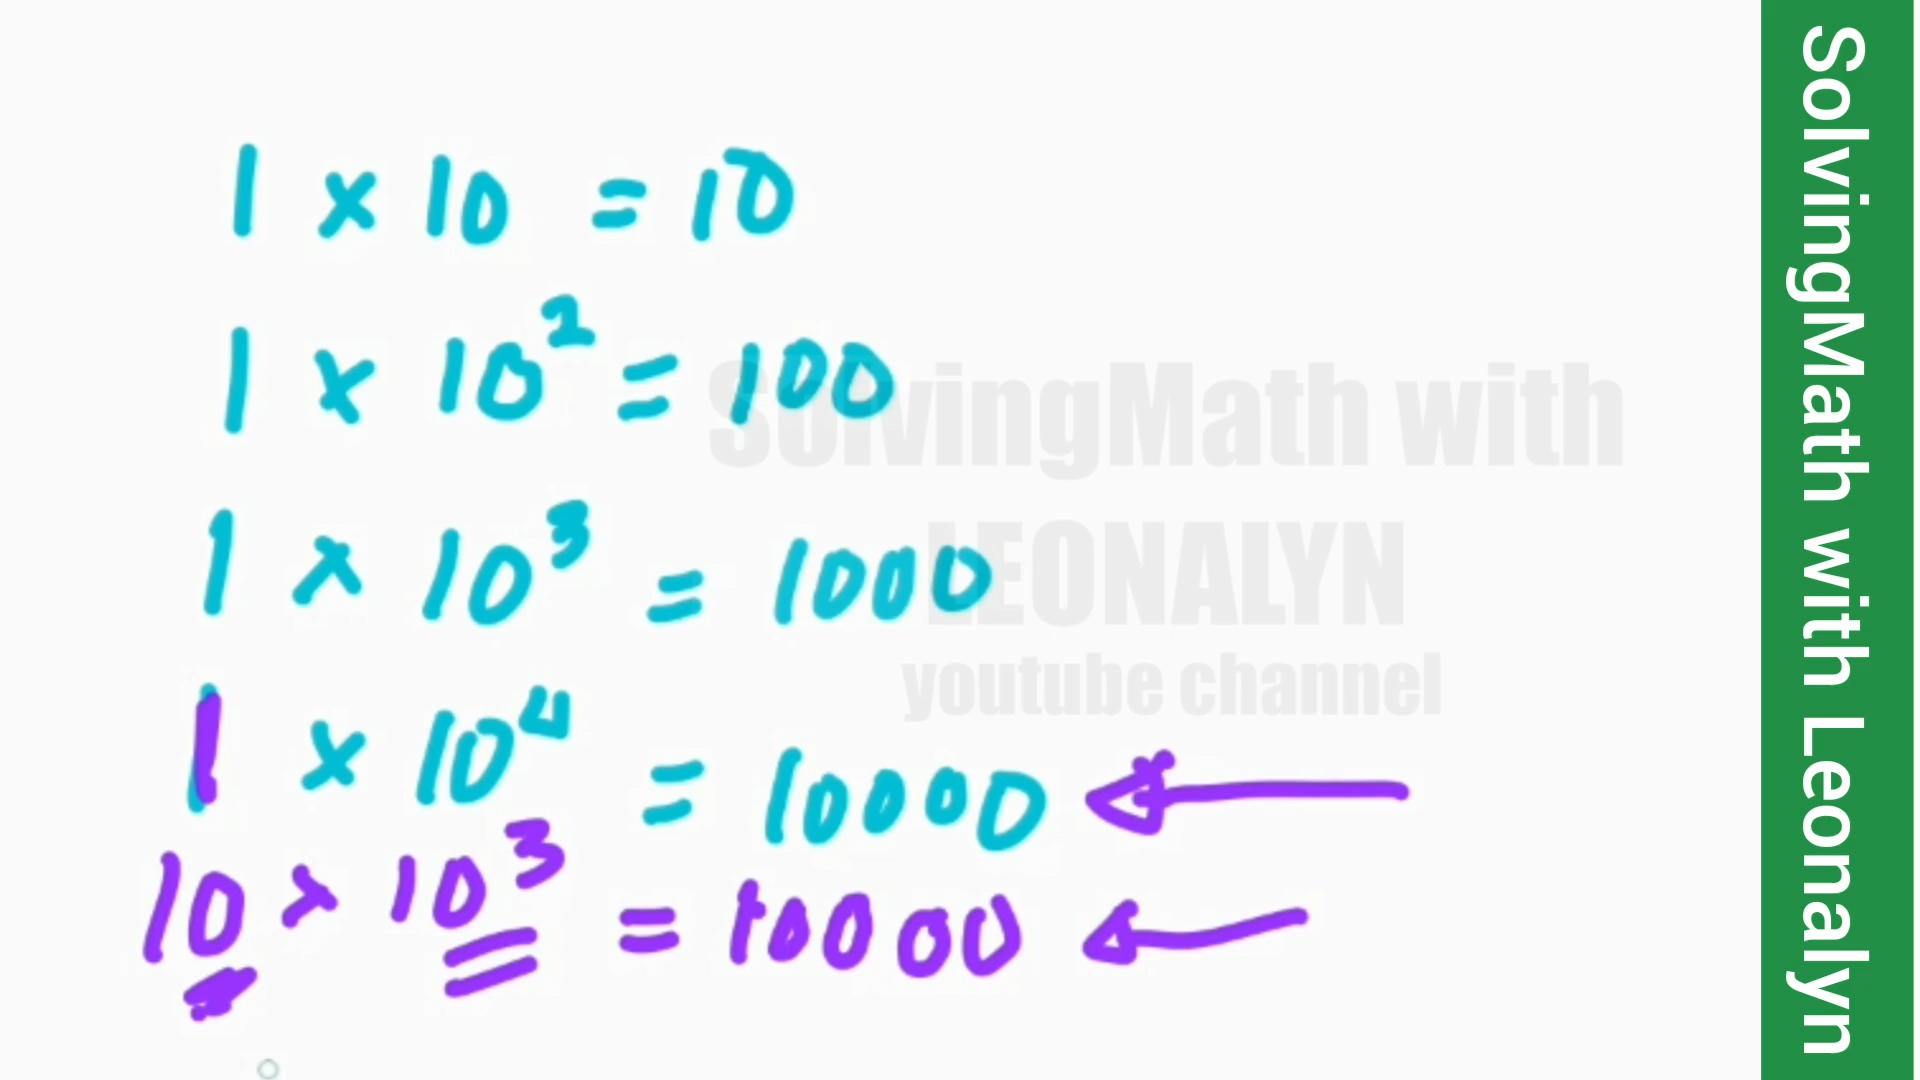 1 × 10 = 10
1 × 10² = 100
1 × 10³ = 1000
1 × 10⁴ = 10000
10 × 10³ = 10000
SolvingMath with
LEONALYN
youtube channel
SolvingMath with Leonalyn